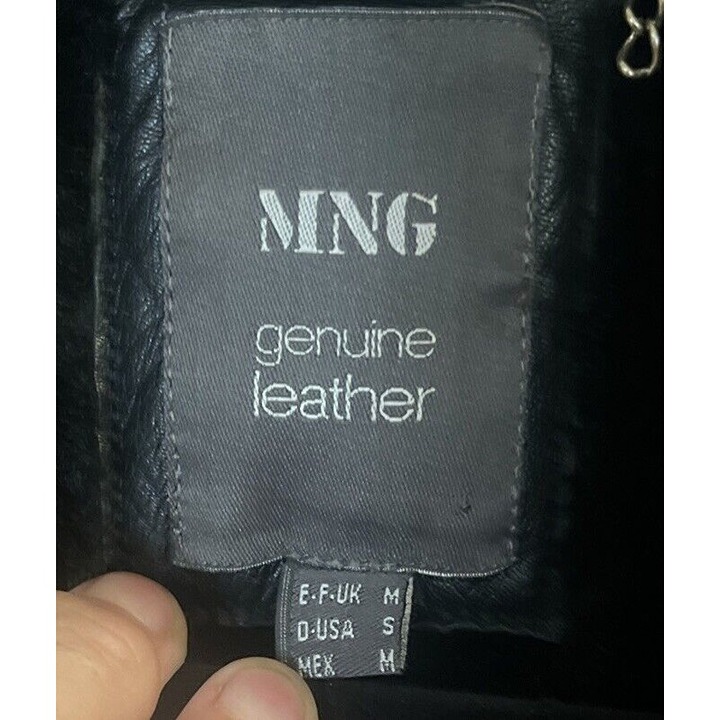 MNG
genuine
leather
E·F·UK M
D·USA S
MEX M